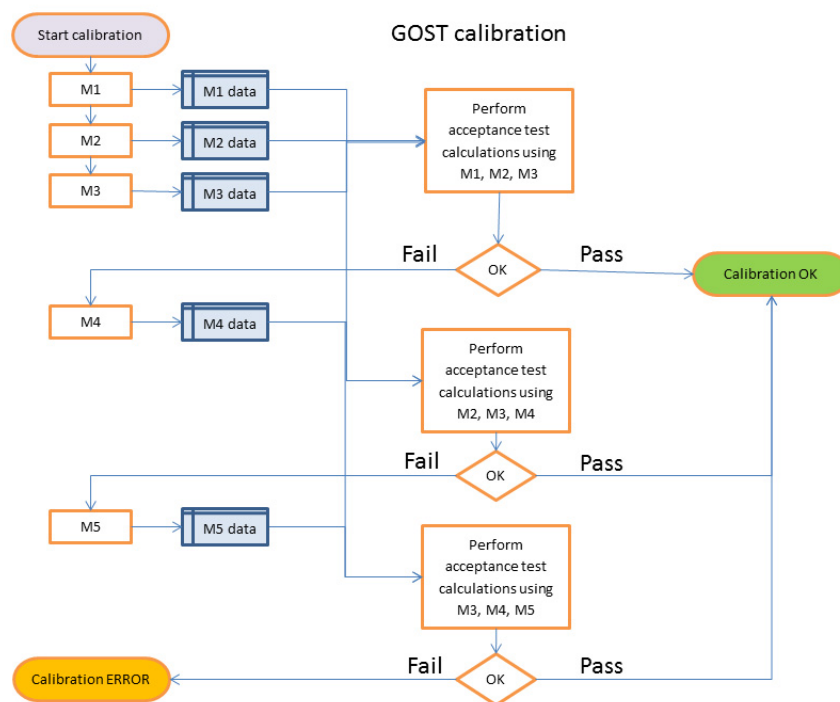 Start calibration
GOST calibration
M1
M1 data
M2
M2 data
M3
M3 data
Perform
acceptance test
calculations using
M1, M2, M3
Fail
OK
Pass
Calibration OK
M4
M4 data
Perform
acceptance test
calculations using
M2, M3, M4
Fail
OK
Pass
M5
M5 data
Perform
acceptance test
calculations using
M3, M4, M5
Calibration ERROR
Fail
OK
Pass